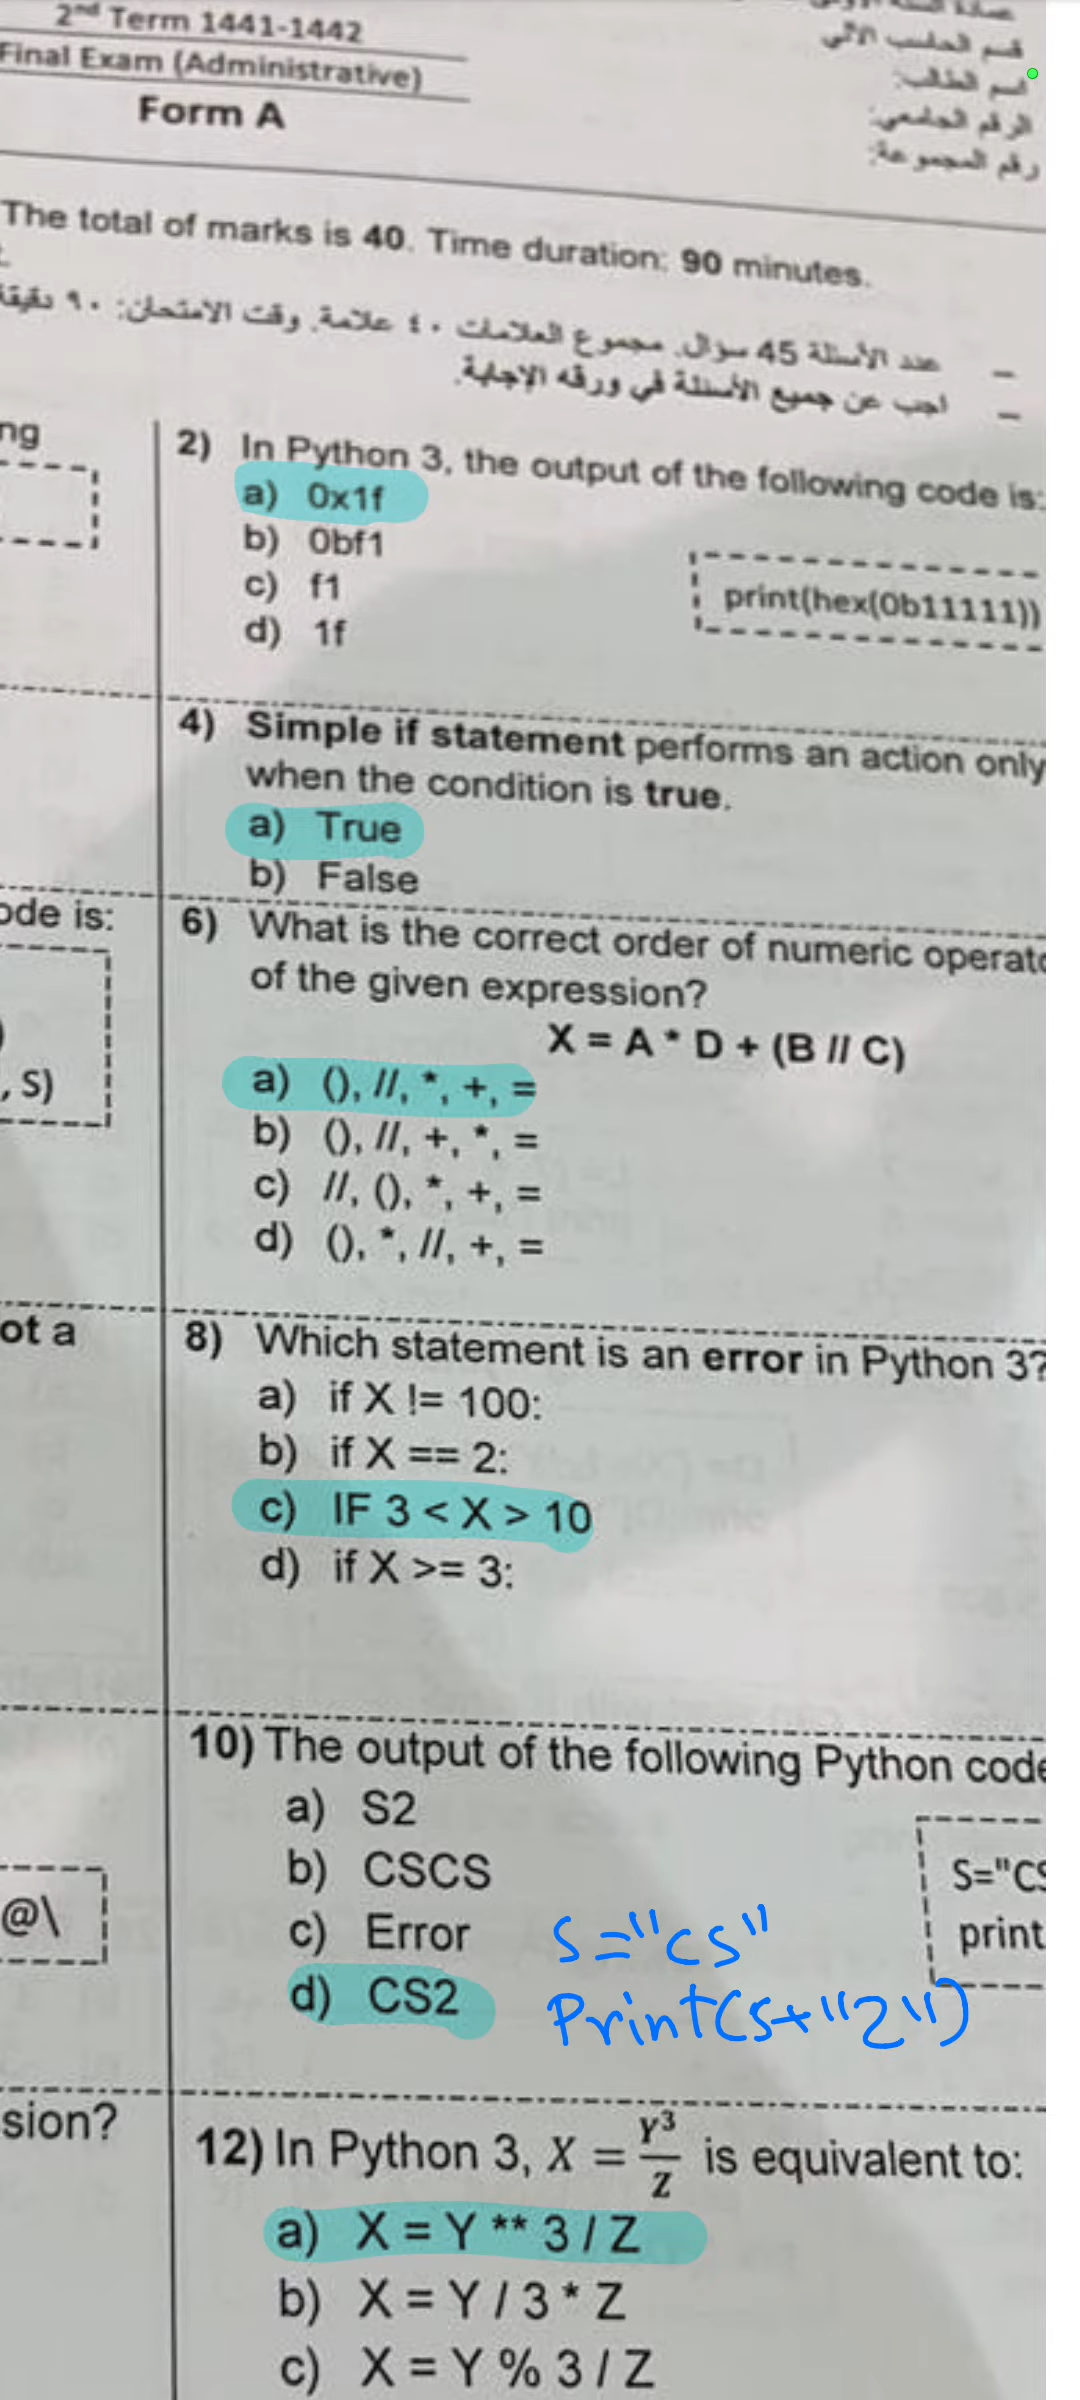 2nd Term 1441-1442
Final Exam (Administrative)
Form A
قسم الحاسب الآلي
اسم الطالب:
الرقم الجامعي:
رقم المجموعة:
The total of marks is 40. Time duration: 90 minutes.
– عدد الأسئلة 45 سؤال. مجموع العلامات ٤٠ علامة. وقت الامتحان: ٩٠ دقيقة
– اجب عن جميع الأسئلة في ورقه الإجابة.
ng
2) In Python 3, the output of the following code is:
a) 0x1f
b) 0bf1
c) f1
d) 1f
print(hex(0b11111))
4) Simple if statement performs an action only
when the condition is true.
a) True
b) False
ode is:
)
, S)
6) What is the correct order of numeric operato
of the given expression?
X = A * D + (B // C)
a) (), //, *, +, =
b) (), //, +, *, =
c) //, (), *, +, =
d) (), *, //, +, =
ot a
8) Which statement is an error in Python 3?
a) if X != 100:
b) if X == 2:
c) IF 3 < X > 10
d) if X >= 3:
10) The output of the following Python code
a) S2
b) CSCS
c) Error
d) CS2
S="CS
print
S="CS"
Print(S+"2")
@\
sion?
12) In Python 3, X = Y³/Z is equivalent to:
a) X = Y ** 3 / Z
b) X = Y / 3 * Z
c) X = Y % 3 / Z